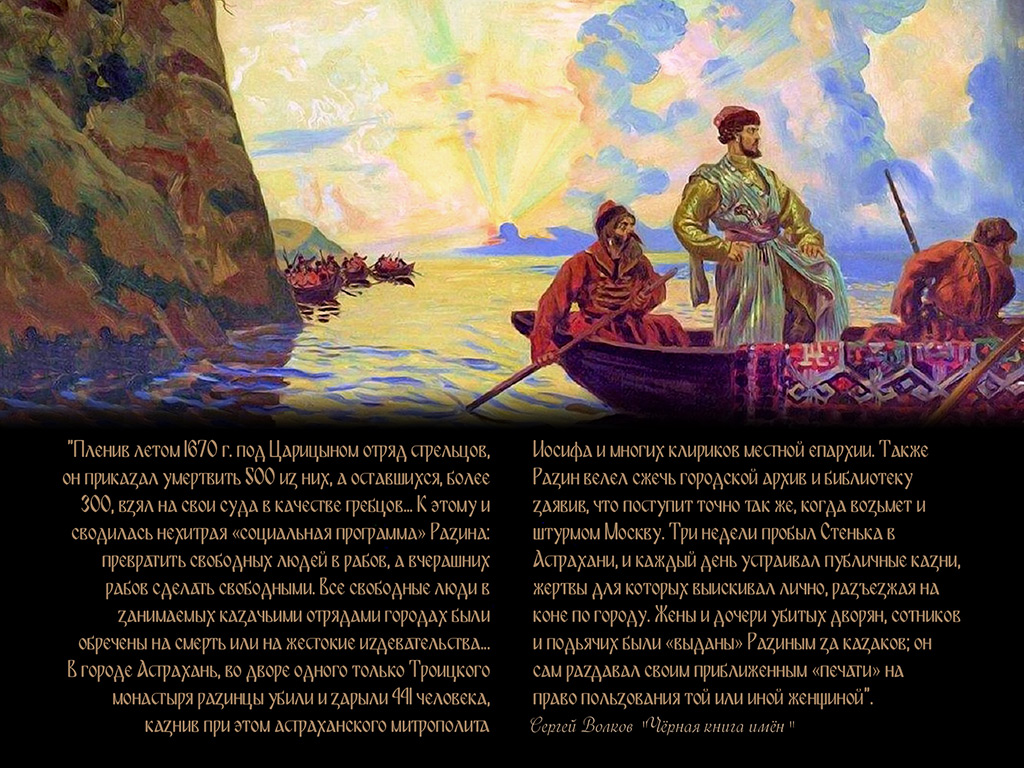 "Пленив летом 1670 г. под Царицыном отряд стрельцов,
он приказал умертвить 500 из них, а оставшихся, более
300, взял на свои суда в качестве гребцов... К этому и
сводилась нехитрая «социальная программа» Разина:
превратить свободных людей в рабов, а вчерашних
рабов сделать свободными. Все свободные люди в
занимаемых казачьими отрядами городах были
обречены на смерть или на жестокие издевательства...
В городе Астрахань, во дворе одного только Троицкого
монастыря разинцы убили и зарыли 441 человека,
казнив при этом астраханского митрополита
Иосифа и многих клириков местной епархии. Также
Разин велел сжечь городской архив и библиотеку
заявив, что поступит точно так же, когда возьмет и
штурмом Москву. Три недели пробыл Стенька в
Астрахани, и каждый день устраивал публичные казни,
жертвы для которых выискивал лично, разъезжая на
коне по городу. Жены и дочери убитых дворян, сотников
и подьячих были «выданы» Разиным за казаков; он
сам раздавал своим приближенным «печати» на
право пользования той или иной женщиной".
Сергей Волков "Чёрная книга имён "